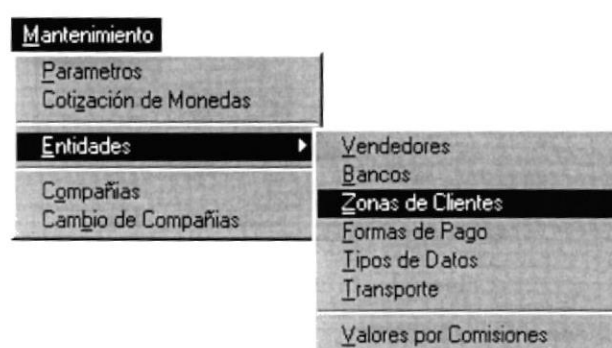 Mantenimiento
Parametros
Cotización de Monedas
Entidades
Compañias
Cambio de Compañias
Vendedores
Bancos
Zonas de Clientes
Formas de Pago
Tipos de Datos
Transporte
Valores por Comisiones